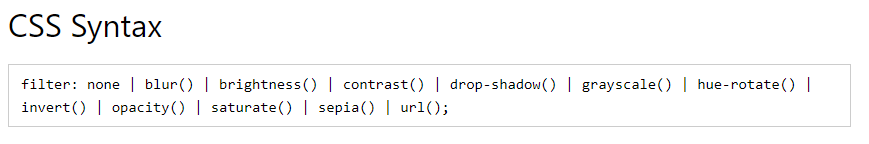 CSS Syntax
filter: none | blur() | brightness() | contrast() | drop-shadow() | grayscale() | hue-rotate() |
invert() | opacity() | saturate() | sepia() | url();